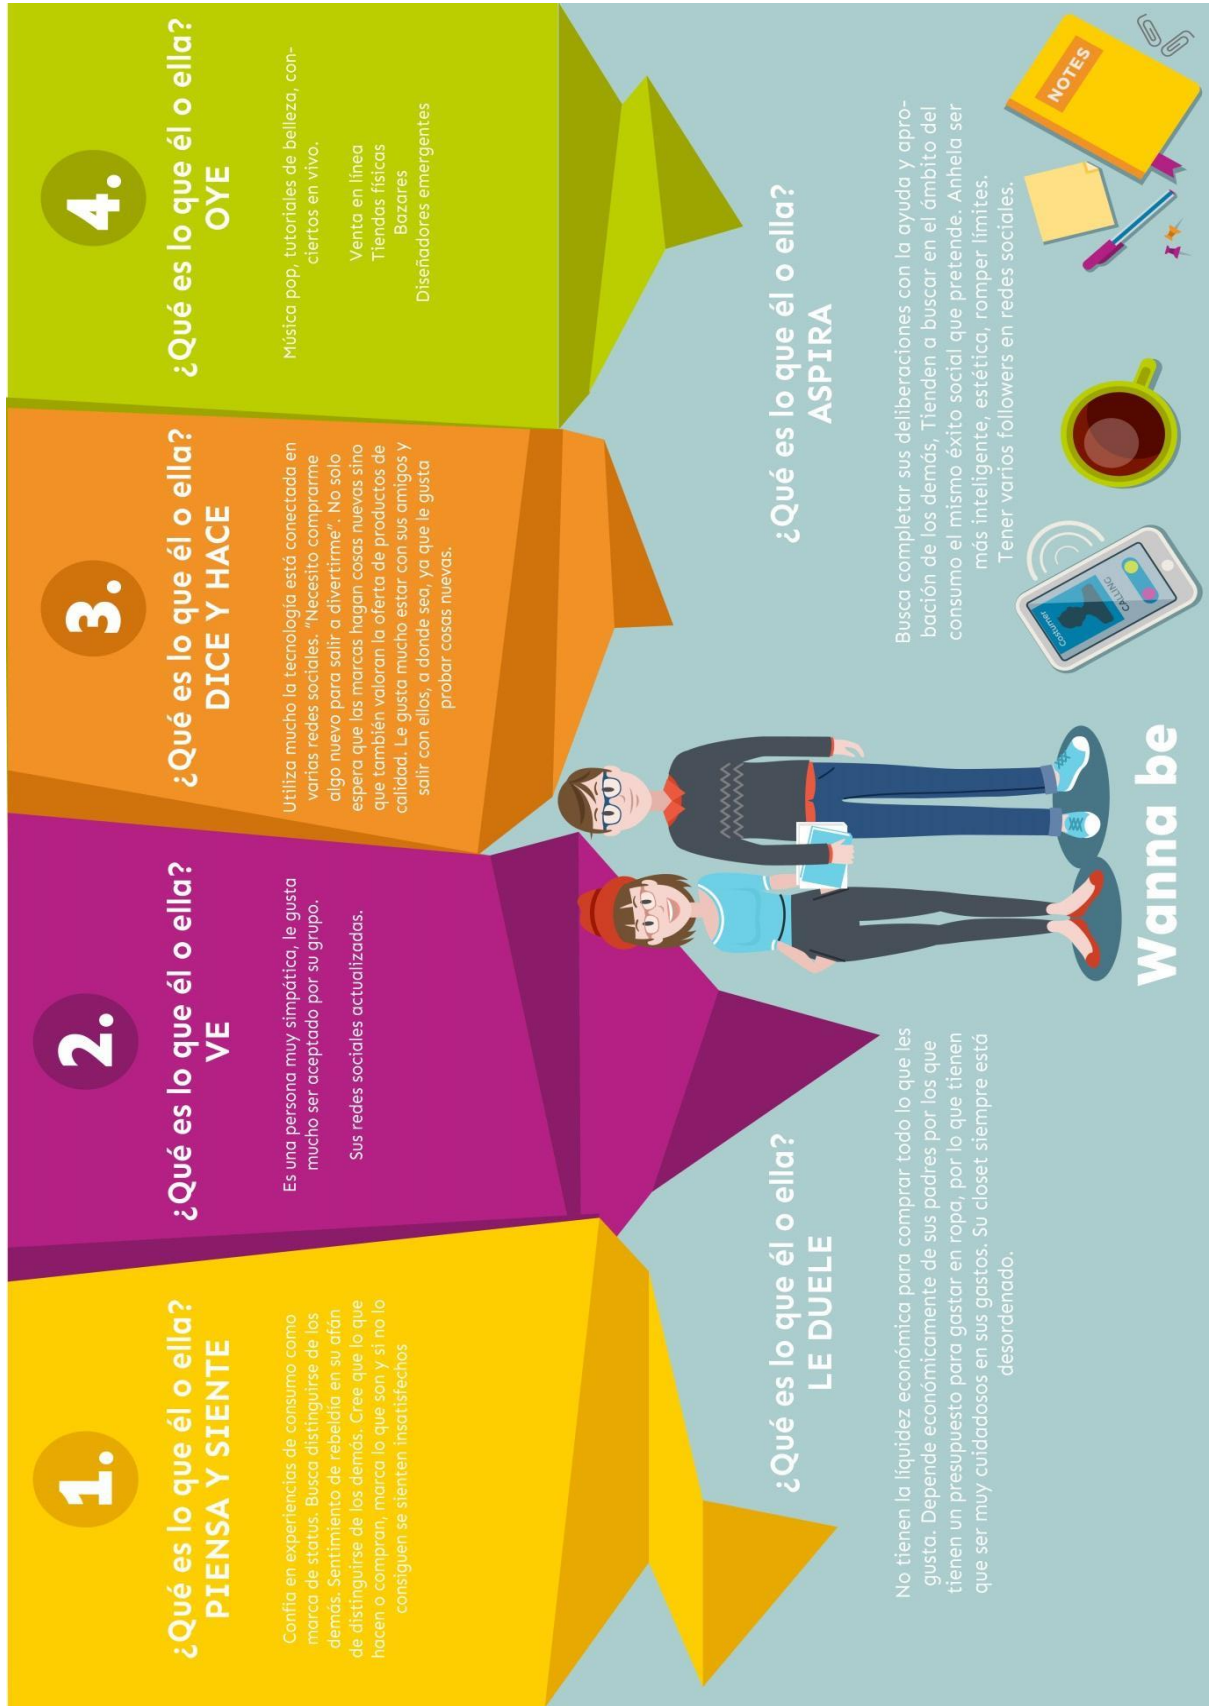 1.
¿Qué es lo que él o ella?
PIENSA Y SIENTE
Confia en experiencias de consumo como
marca de status. Busca distinguirse de los
demás. Sentimiento de rebeldía en su afán
de distinguirse de los demás. Cree que lo que
hacen o compran, marca lo que son y si no lo
consiguen se sienten insatisfechos
2.
¿Qué es lo que él o ella?
VE
Es una persona muy simpática, le gusta
mucho ser aceptado por su grupo.
Sus redes sociales actualizadas.
3.
¿Qué es lo que él o ella?
DICE Y HACE
Utiliza mucho la tecnología está conectada en
varias redes sociales. “Necesito comprarme
algo nuevo para salir a divertirme”. No solo
espera que las marcas hagan cosas nuevas sino
que también valoran la oferta de productos de
calidad. Le gusta mucho estar con sus amigos y
salir con ellos, a donde sea, ya que le gusta
probar cosas nuevas.
4.
¿Qué es lo que él o ella?
OYE
Música pop, tutoriales de belleza, con-
ciertos en vivo.
Venta en línea
Tiendas físicas
Bazares
Diseñadores emergentes
¿Qué es lo que él o ella?
LE DUELE
No tienen la líquidez económica para comprar todo lo que les
gusta. Depende económicamente de sus padres por los que
tienen un presupuesto para gastar en ropa, por lo que tienen
que ser muy cuidadosos en sus gastos. Su closet siempre está
desordenado.
Wanna be
¿Qué es lo que él o ella?
ASPIRA
Busca completar sus deliberaciones con la ayuda y apro-
bación de los demás, Tienden a buscar en el ámbito del
consumo el mismo éxito social que pretende. Anhela ser
más inteligente, estética, romper límites.
Tener varios followers en redes sociales.
Costumer
CALLING
NOTES